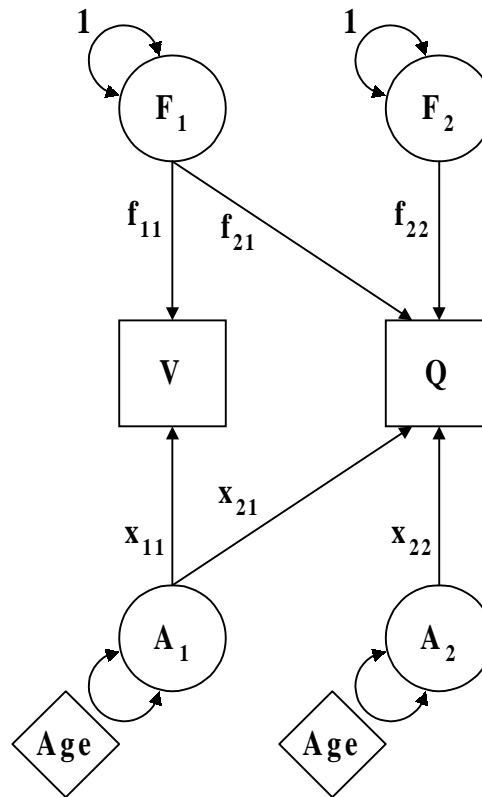 1 1
F₁ F₂
f₁₁ f₂₁ f₂₂
V Q
x₁₁ x₂₁ x₂₂
A₁ A₂
Age Age